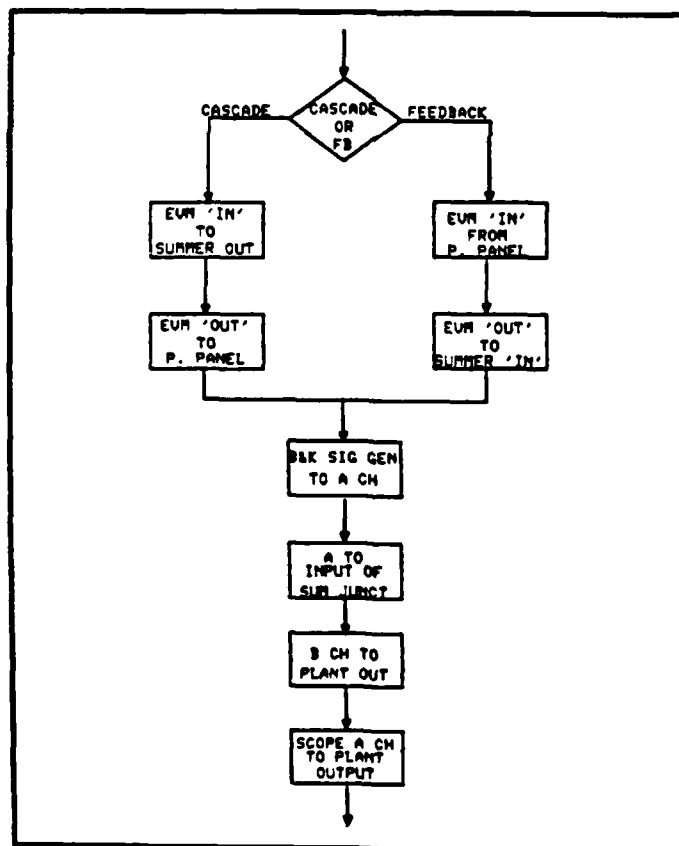 CASCADE
CASCADE
OR
FB
FEEDBACK
EVM 'IN'
TO
SUMMER OUT
EVM 'IN'
FROM
P. PANEL
EVM 'OUT'
TO
P. PANEL
EVM 'OUT'
TO
SUMMER 'IN'
B&K SIG GEN
TO A CH
A TO
INPUT OF
SUM JUNCT
B CH TO
PLANT OUT
SCOPE A CH
TO PLANT
OUTPUT